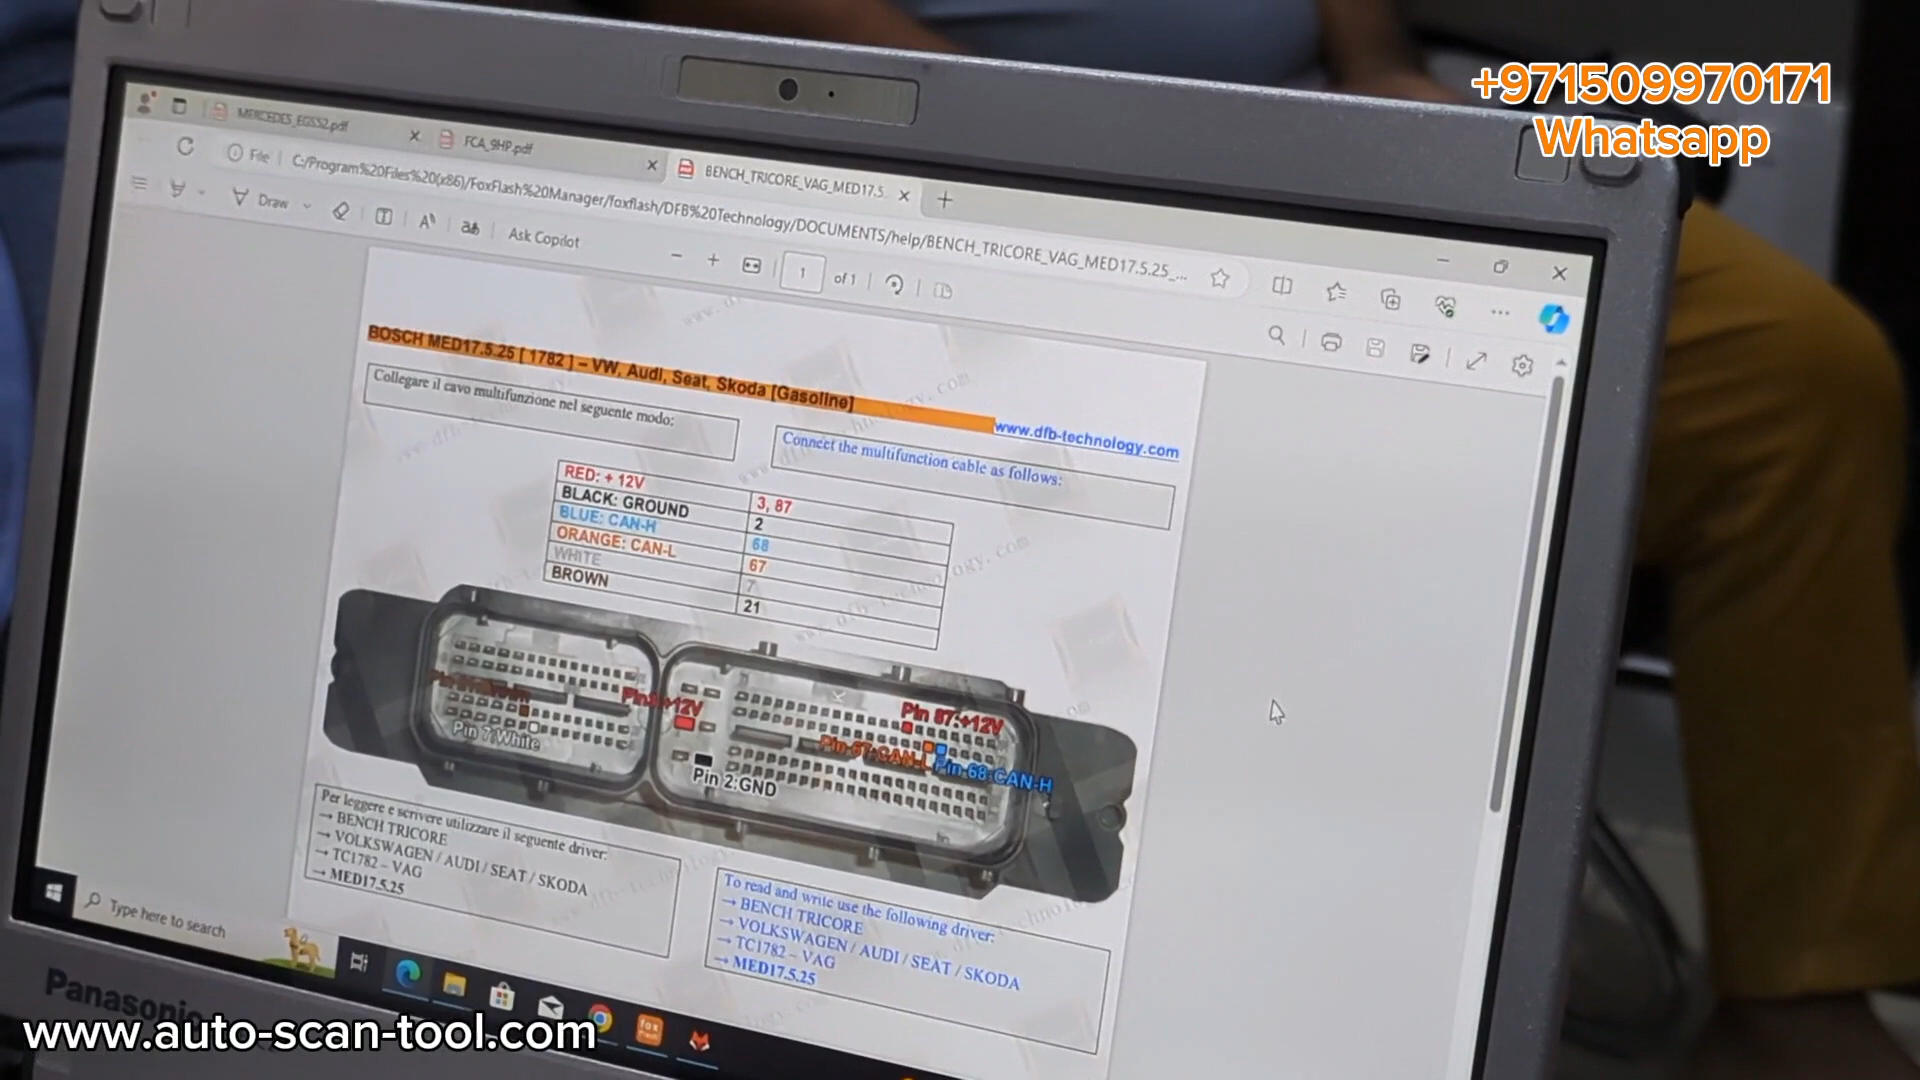 +971509970171
Whatsapp
MERCEDES_EGS52.pdf
FCA_9HP.pdf
BENCH_TRICORE_VAG_MED17.5.
File
C:/Program%20Files%20(x86)/FoxFlash%20Manager/foxflash/DFB%20Technology/DOCUMENTS/help/BENCH_TRICORE_VAG_MED17.5.25_...
Draw
Ask Copilot
1
of 1
BOSCH MED17.5.25 [ 1782 ] – VW, Audi, Seat, Skoda [Gasoline]
www.dfb-technology.com
Collegare il cavo multifunzione nel seguente modo:
Connect the multifunction cable as follows:
RED: + 12V
3, 87
BLACK: GROUND
2
BLUE: CAN-H
68
ORANGE: CAN-L
67
WHITE
7
BROWN
21
Pin 87:+12V
Pin 67:CAN-L
Pin 68:CAN-H
Pin 7:White
Pin 2:GND
Per leggere e scrivere utilizzare il seguente driver:
→ BENCH TRICORE
→ VOLKSWAGEN / AUDI / SEAT / SKODA
→ TC1782 – VAG
→ MED17.5.25
To read and write use the following driver:
→ BENCH TRICORE
→ VOLKSWAGEN / AUDI / SEAT / SKODA
→ TC1782 – VAG
→ MED17.5.25
Type here to search
Panasonic
www.auto-scan-tool.com